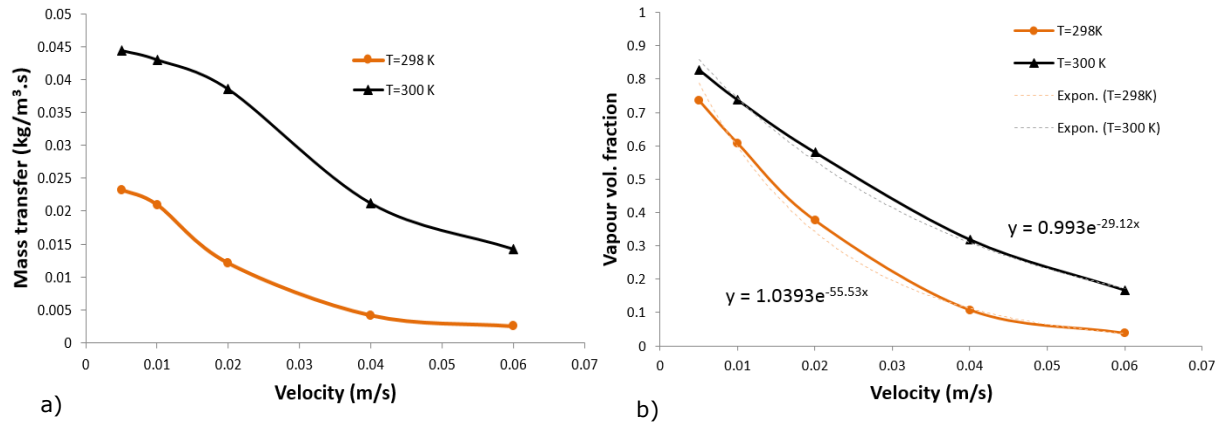 0.05
0.045
0.04
0.035
0.03
0.025
0.02
0.015
0.01
0.005
0
Mass transfer (kg/m³.s)
T=298 K
T=300 K
0 0.01 0.02 0.03 0.04 0.05 0.06 0.07
Velocity (m/s)
a)
1
0.9
0.8
0.7
0.6
0.5
0.4
0.3
0.2
0.1
0
Vapour vol. fraction
T=298K
T=300 K
Expon. (T=298K)
Expon. (T=300 K)
y = 0.993e^-29.12x
y = 1.0393e^-55.53x
0 0.01 0.02 0.03 0.04 0.05 0.06 0.07
Velocity (m/s)
b)